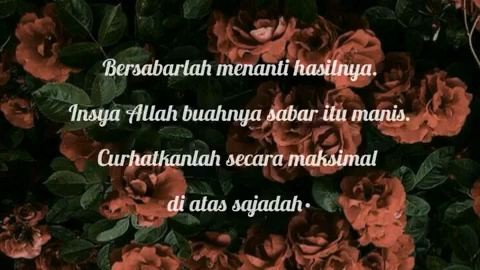 Bersabarlah menanti hasilnya.
Insya Allah buahnya sabar itu manis.
Curhatkanlah secara maksimal
di atas sajadah•